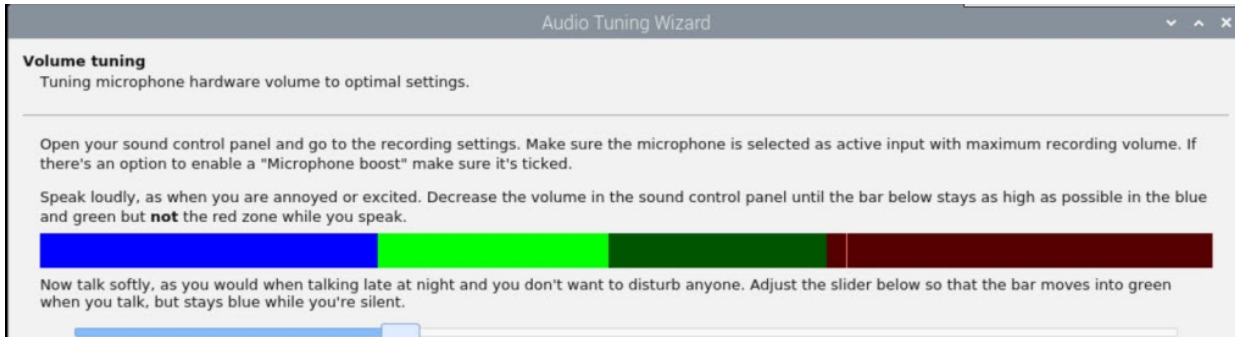 Audio Tuning Wizard
Volume tuning
Tuning microphone hardware volume to optimal settings.
Open your sound control panel and go to the recording settings. Make sure the microphone is selected as active input with maximum recording volume. If
there's an option to enable a "Microphone boost" make sure it's ticked.
Speak loudly, as when you are annoyed or excited. Decrease the volume in the sound control panel until the bar below stays as high as possible in the blue
and green but not the red zone while you speak.
Now talk softly, as you would when talking late at night and you don't want to disturb anyone. Adjust the slider below so that the bar moves into green
when you talk, but stays blue while you're silent.